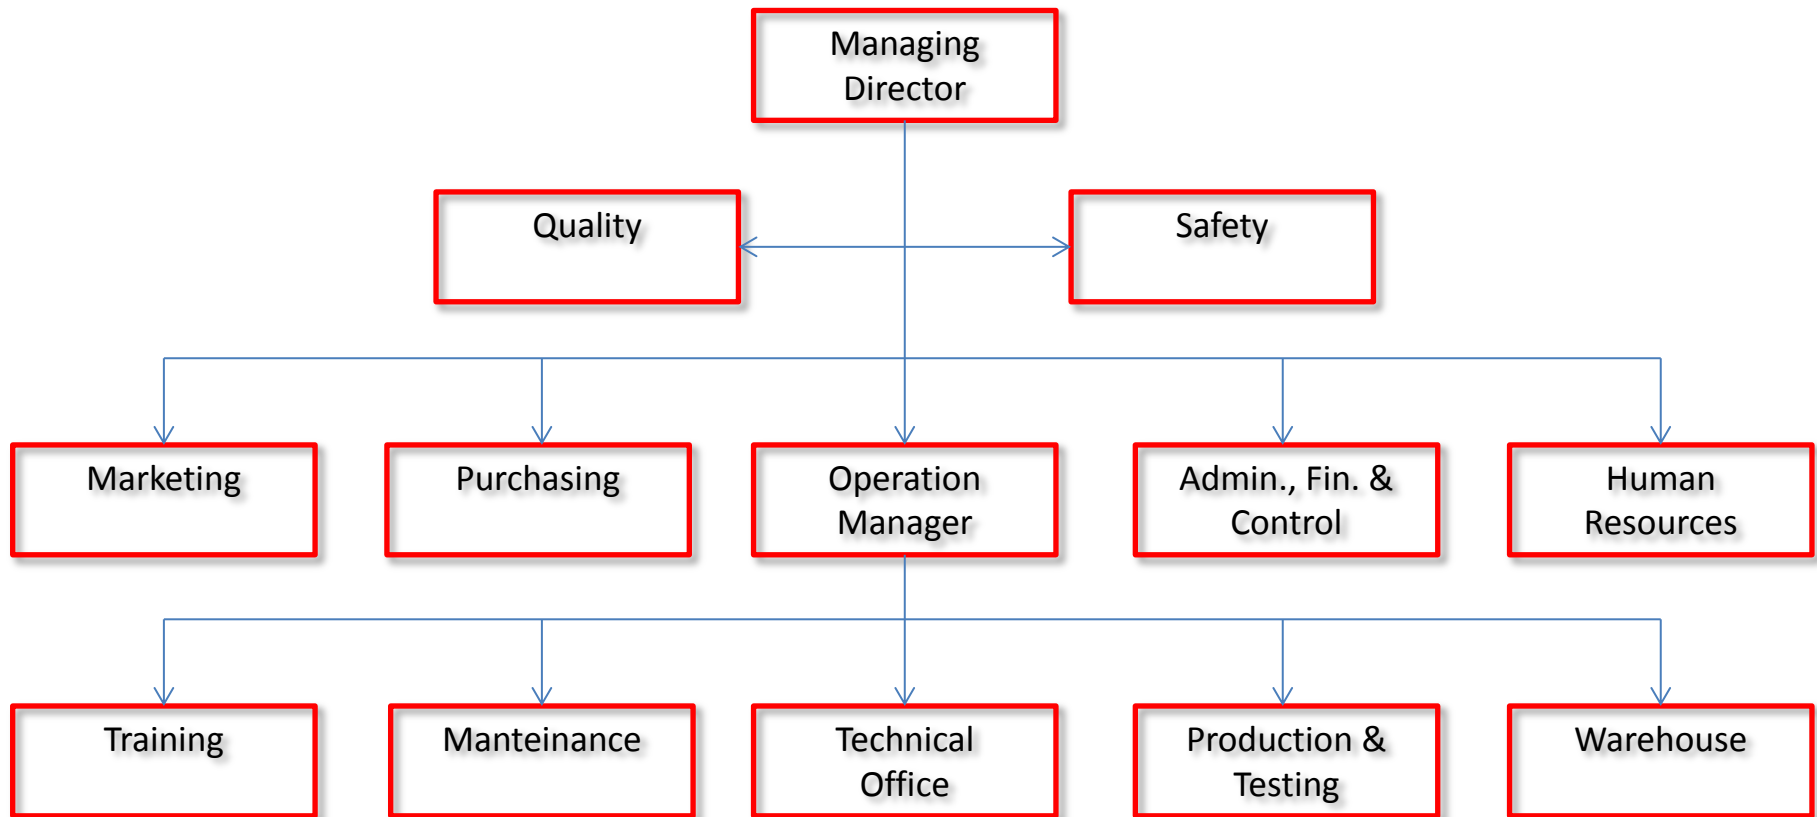 Managing
Director
Quality
Safety
Marketing
Purchasing
Operation
Manager
Admin., Fin. &
Control
Human
Resources
Training
Manteinance
Technical
Office
Production &
Testing
Warehouse